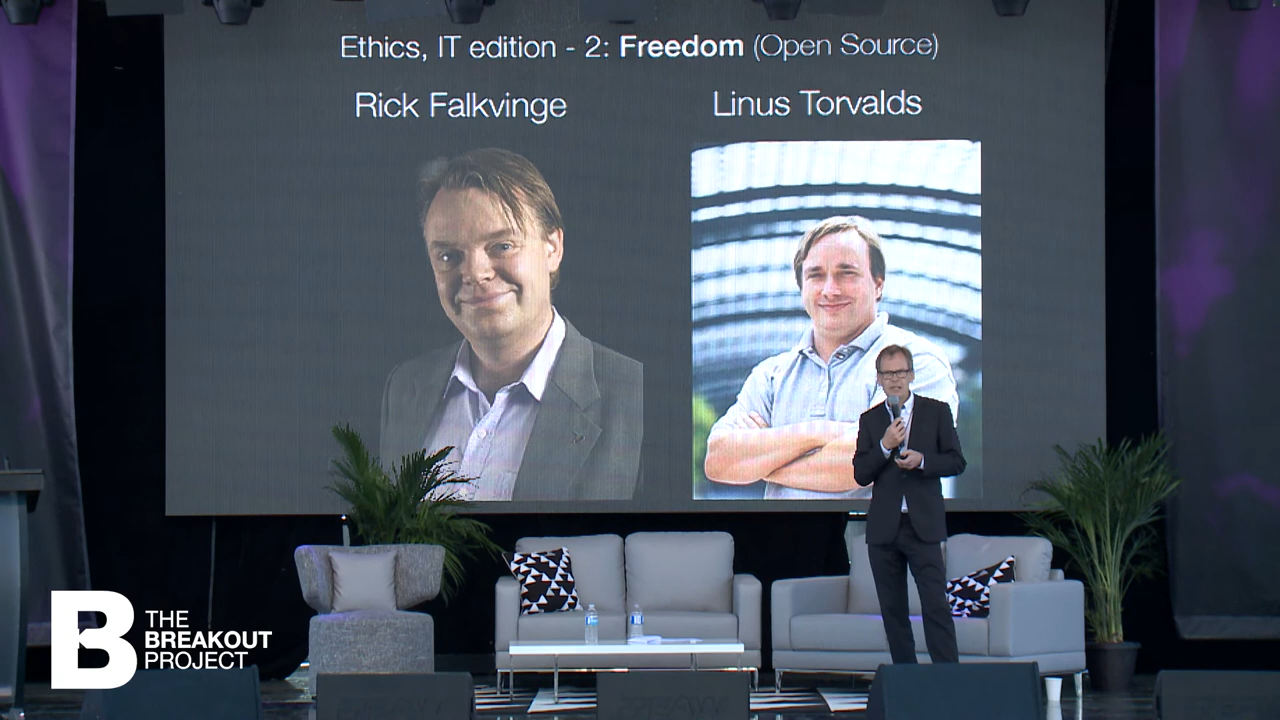 Ethics, IT edition - 2: Freedom (Open Source)
Rick Falkvinge
Linus Torvalds
B THE
BREAKOUT
PROJECT